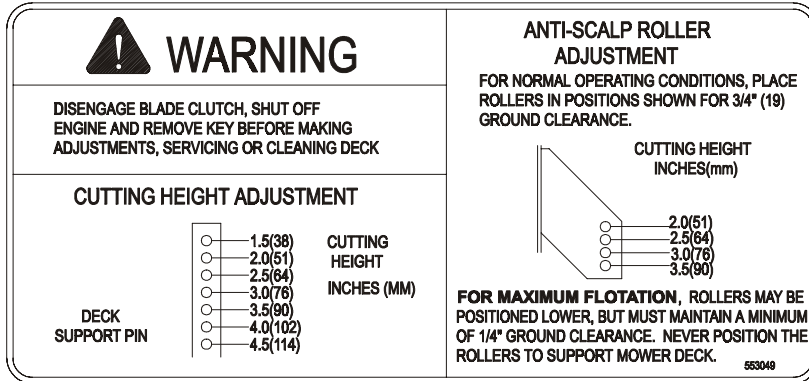 WARNING
DISENGAGE BLADE CLUTCH, SHUT OFF
ENGINE AND REMOVE KEY BEFORE MAKING
ADJUSTMENTS, SERVICING OR CLEANING DECK
CUTTING HEIGHT ADJUSTMENT
1.5(38)
2.0(51)
2.5(64)
3.0(76)
3.5(90)
4.0(102)
4.5(114)
CUTTING
HEIGHT
INCHES (MM)
DECK
SUPPORT PIN
ANTI-SCALP ROLLER
ADJUSTMENT
FOR NORMAL OPERATING CONDITIONS, PLACE
ROLLERS IN POSITIONS SHOWN FOR 3/4" (19)
GROUND CLEARANCE.
CUTTING HEIGHT
INCHES(mm)
2.0(51)
2.5(64)
3.0(76)
3.5(90)
FOR MAXIMUM FLOTATION, ROLLERS MAY BE
POSITIONED LOWER, BUT MUST MAINTAIN A MINIMUM
OF 1/4" GROUND CLEARANCE. NEVER POSITION THE
ROLLERS TO SUPPORT MOWER DECK.
553049